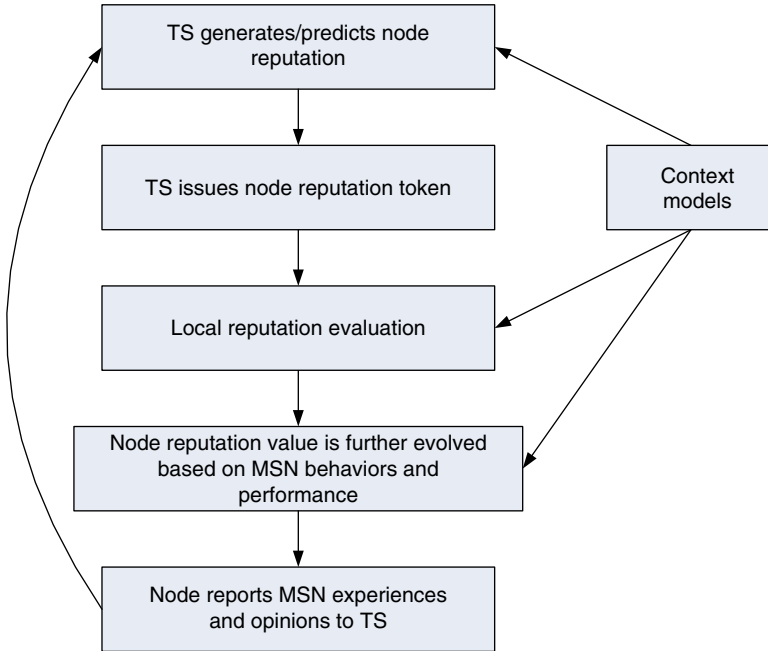 TS generates/predicts node
reputation
TS issues node reputation token
Context
models
Local reputation evaluation
Node reputation value is further evolved
based on MSN behaviors and
performance
Node reports MSN experiences
and opinions to TS